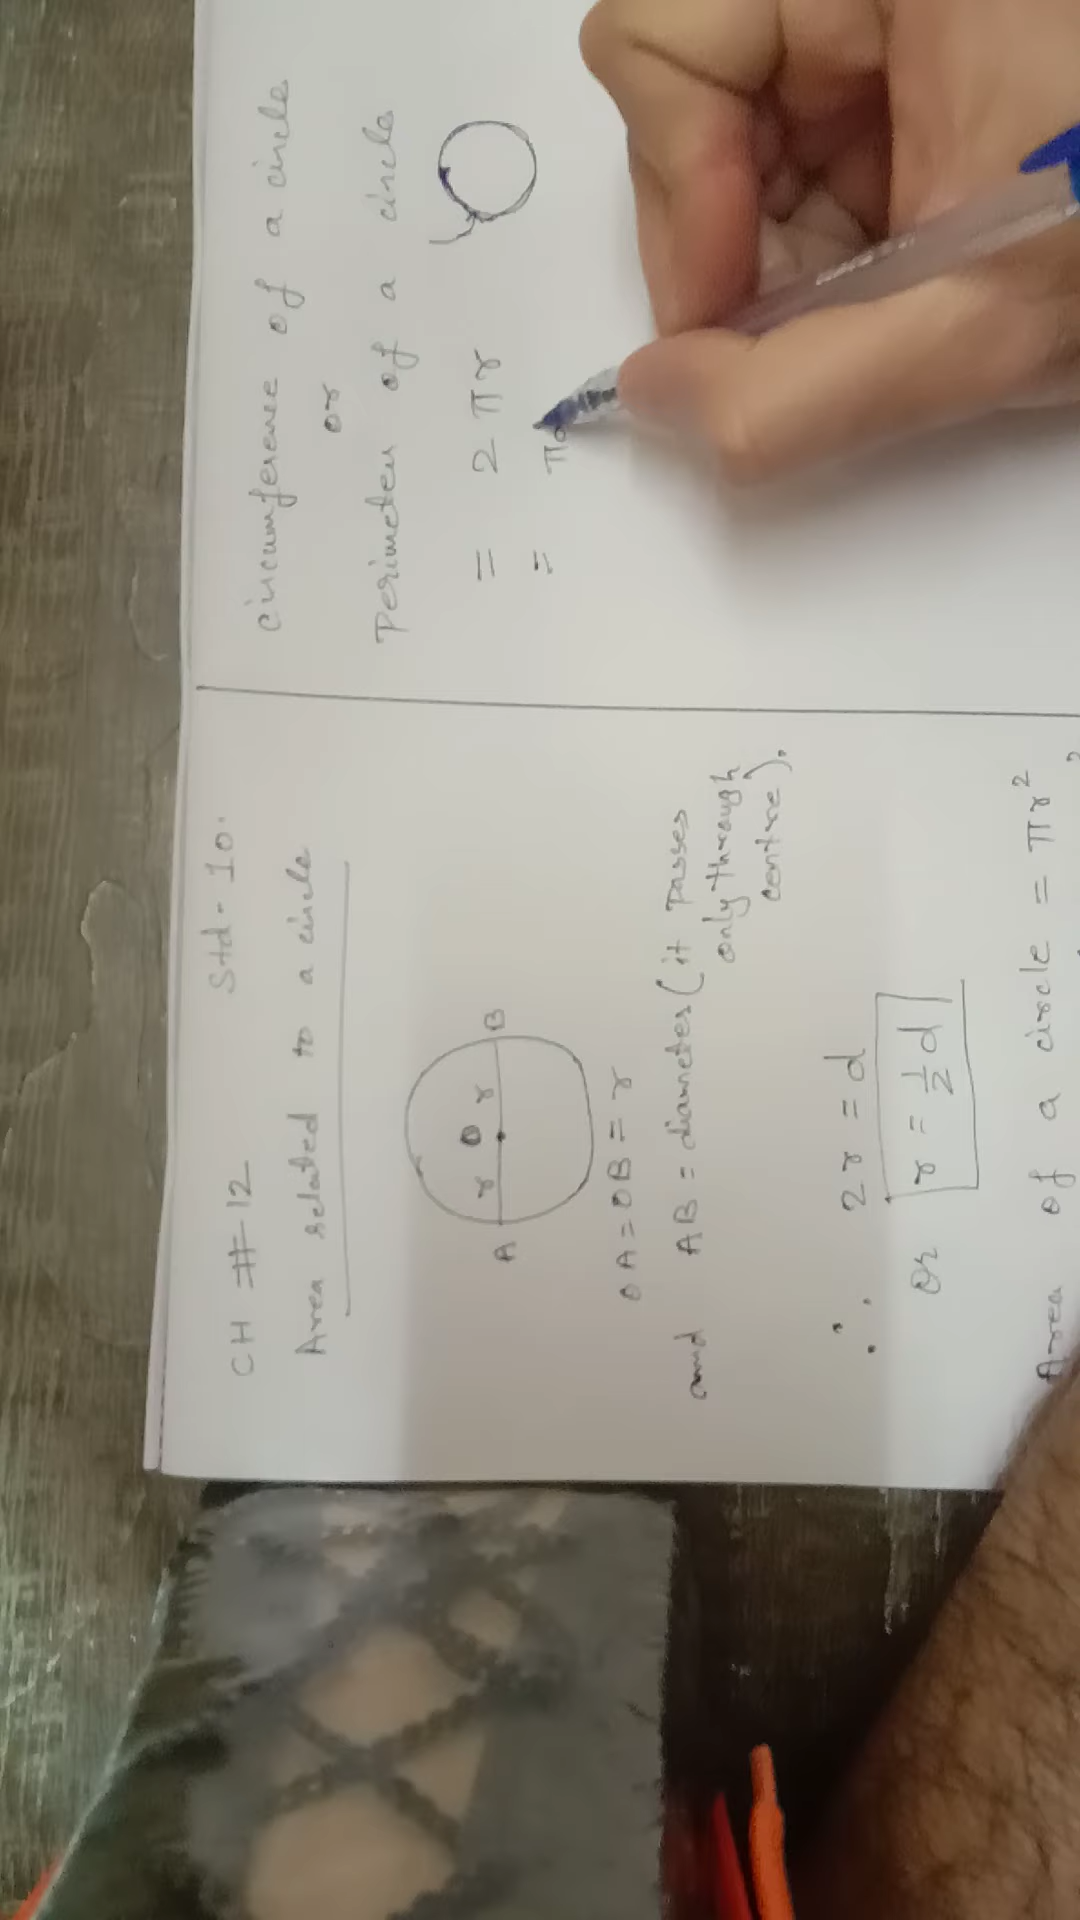 CH # 12 Std - 10.
Area related to a circle
A r O r B
OA = OB = r
and AB = diameter (it passes
only through
centre).
∴ 2r = d
or r = 1/2 d
Area of a circle = πr²
circumference of a circle
or
Perimeter of a circle
= 2πr
= π